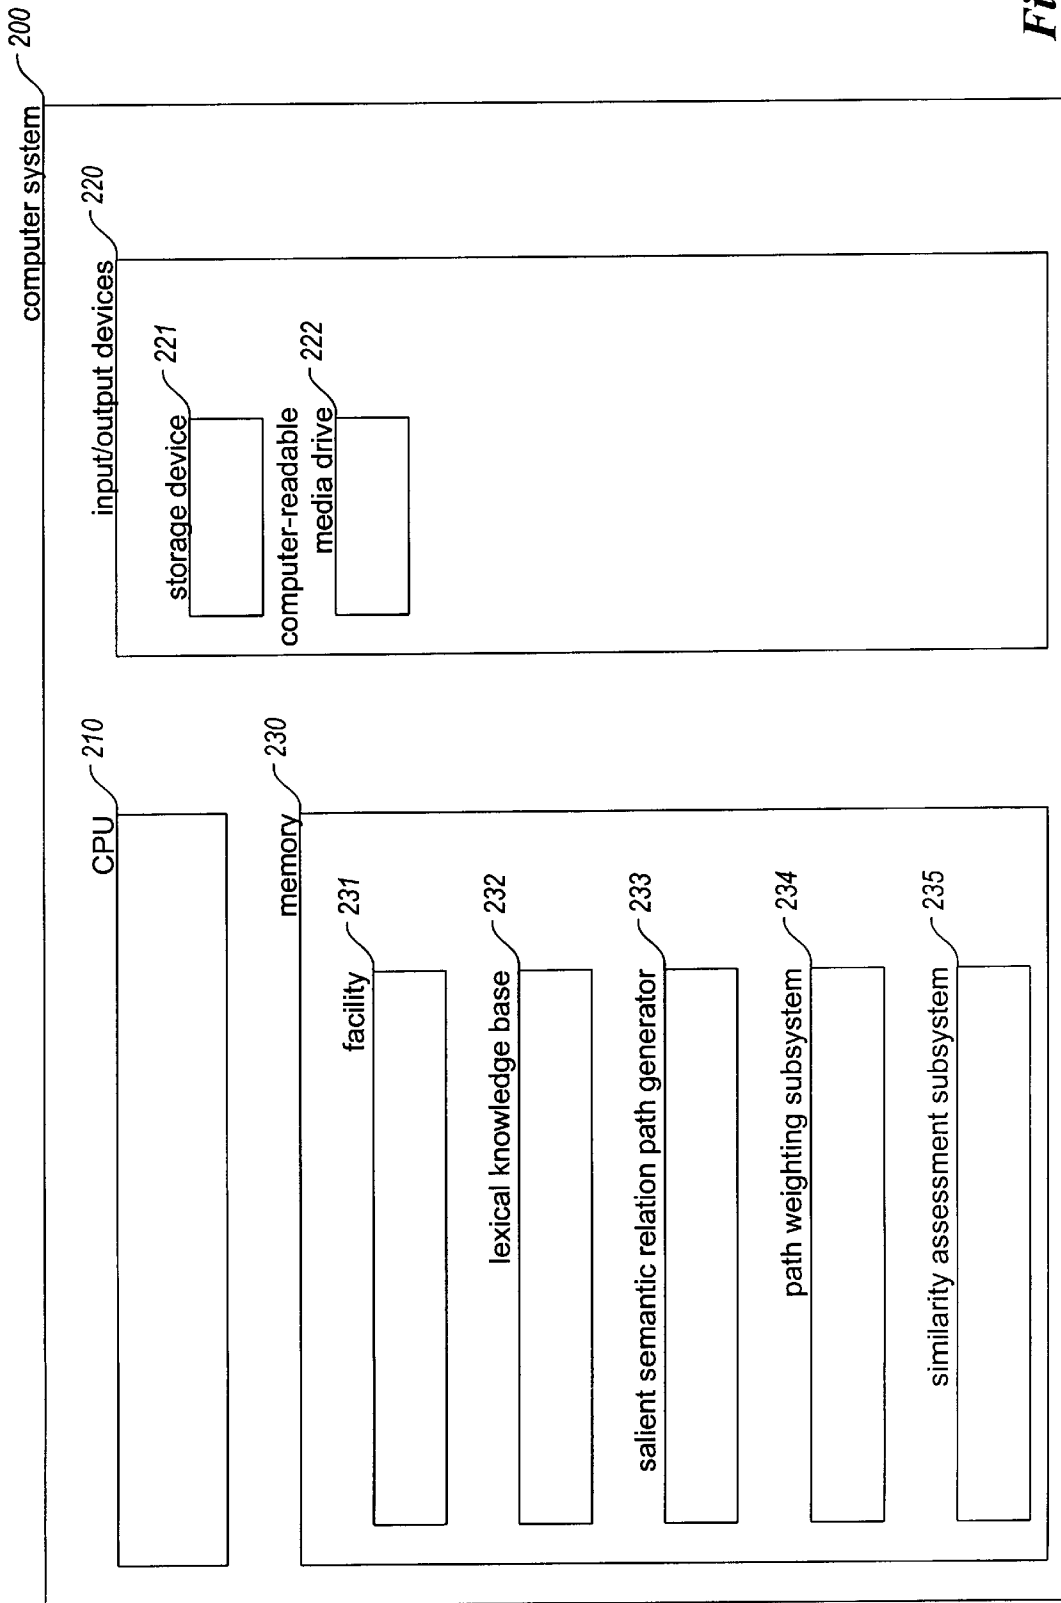 computer system 200
CPU 210
input/output devices 220
storage device 221
computer-readable
media drive 222
memory 230
facility 231
lexical knowledge base 232
salient semantic relation path generator 233
path weighting subsystem 234
similarity assessment subsystem 235